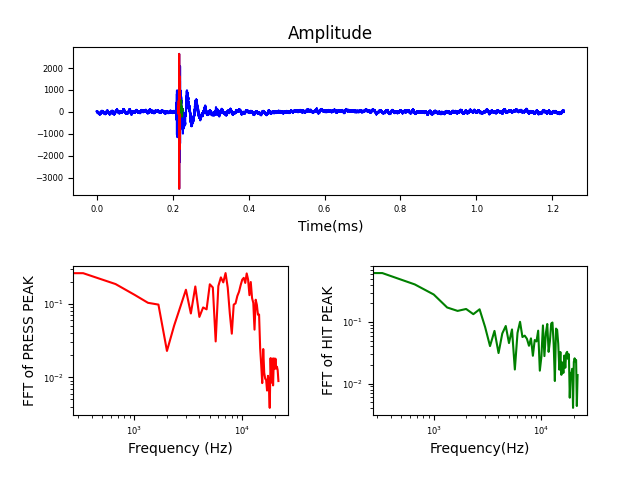 Amplitude
2000
1000
0
−1000
−2000
−3000
0.0 0.2 0.4 0.6 0.8 1.0 1.2
Time(ms)
FFT of PRESS PEAK
10⁻¹
10⁻²
10³ 10⁴
Frequency (Hz)
FFT of HIT PEAK
10⁻¹
10⁻²
10³ 10⁴
Frequency(Hz)